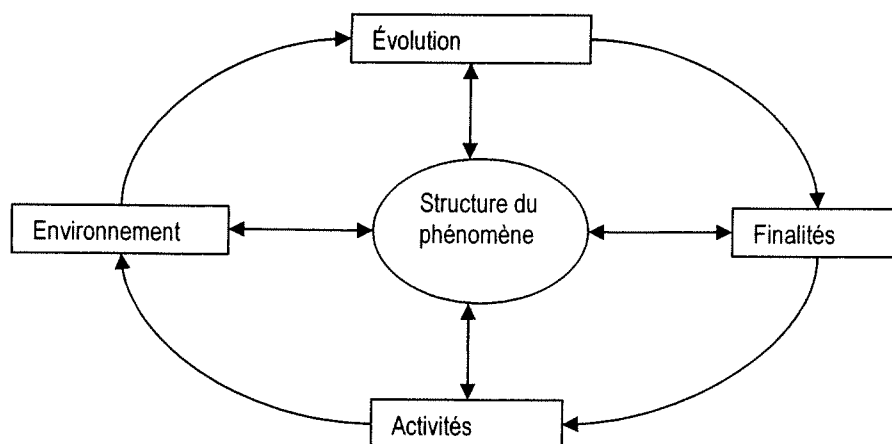 Évolution
Structure du
phénomène
Environnement
Finalités
Activités